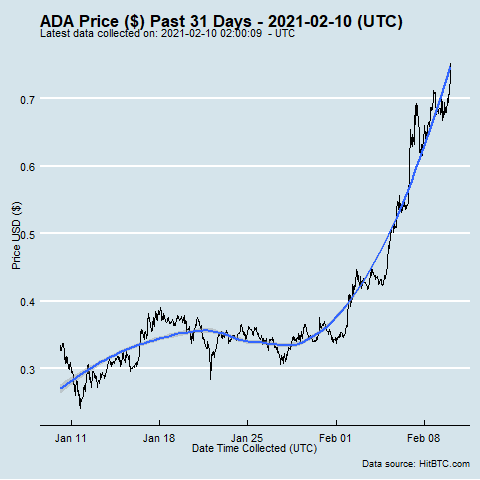 ADA Price ($) Past 31 Days - 2021-02-10 (UTC)
Latest data collected on: 2021-02-10 02:00:09 - UTC
Price USD ($)
0.7
0.6
0.5
0.4
0.3
Jan 11 Jan 18 Jan 25 Feb 01 Feb 08
Date Time Collected (UTC)
Data source: HitBTC.com